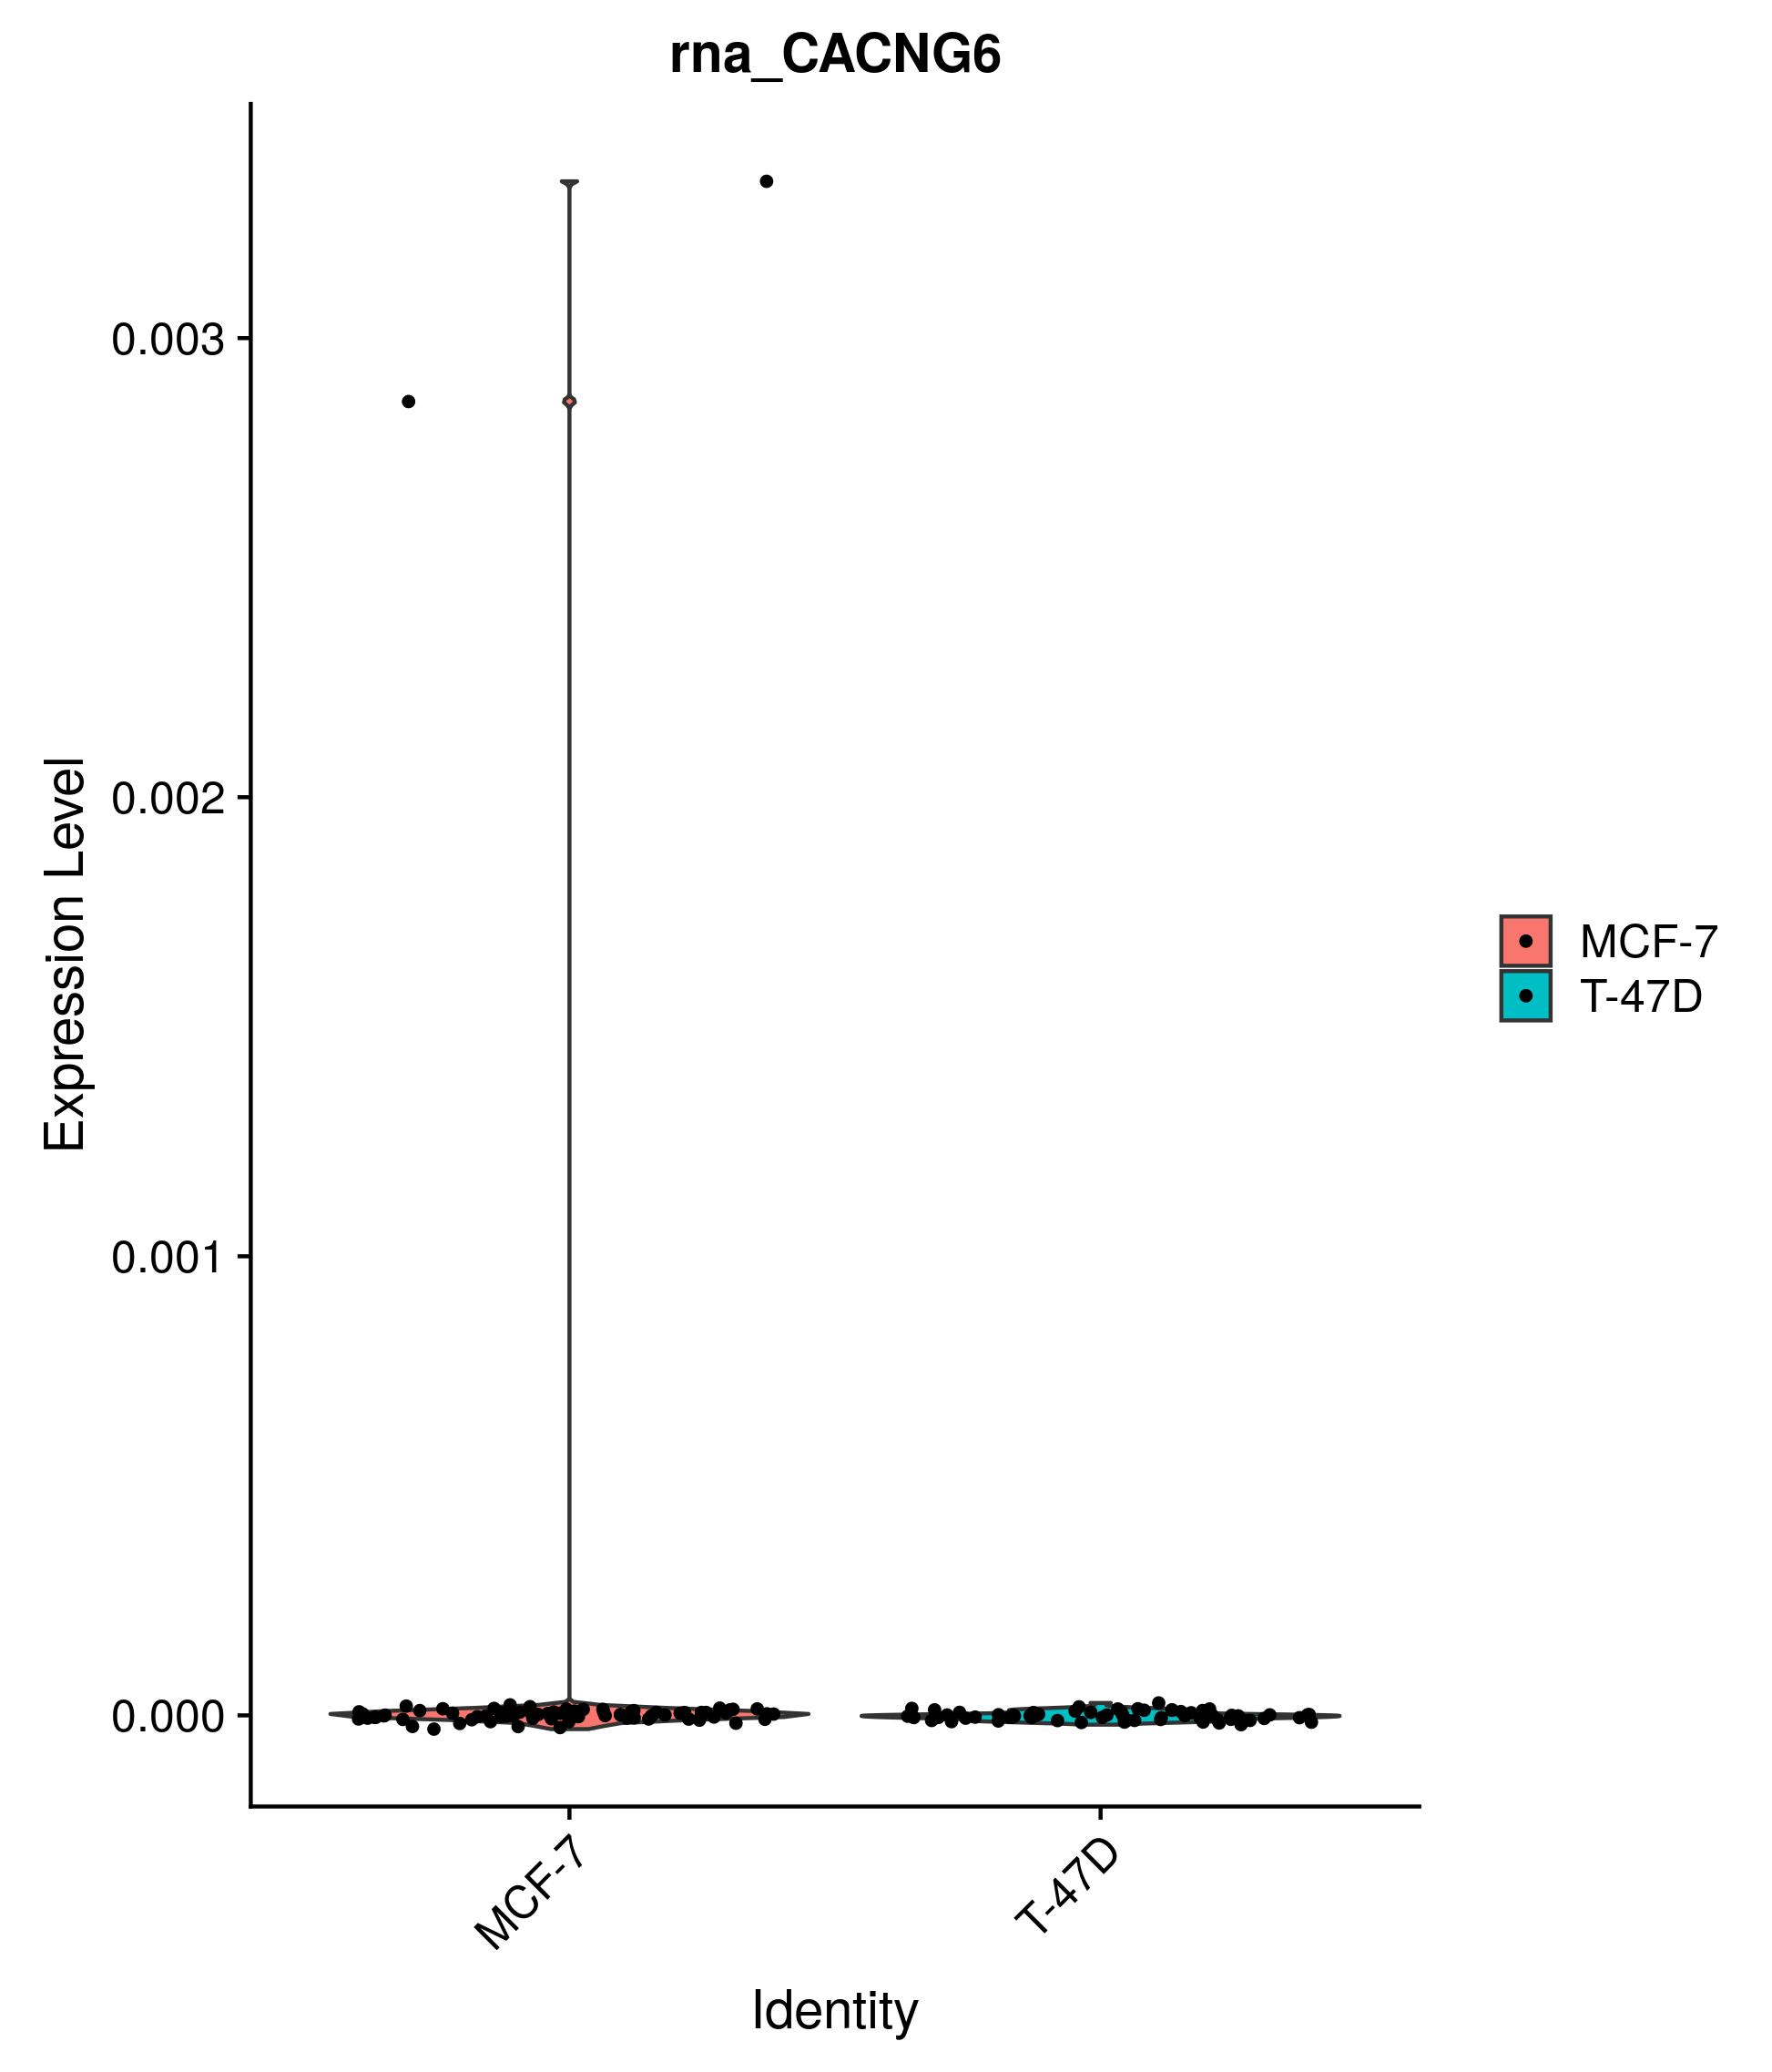 rna_CACNG6
Expression Level
0.003
0.002
0.001
0.000
MCF-7
T-47D
Identity
MCF-7
T-47D